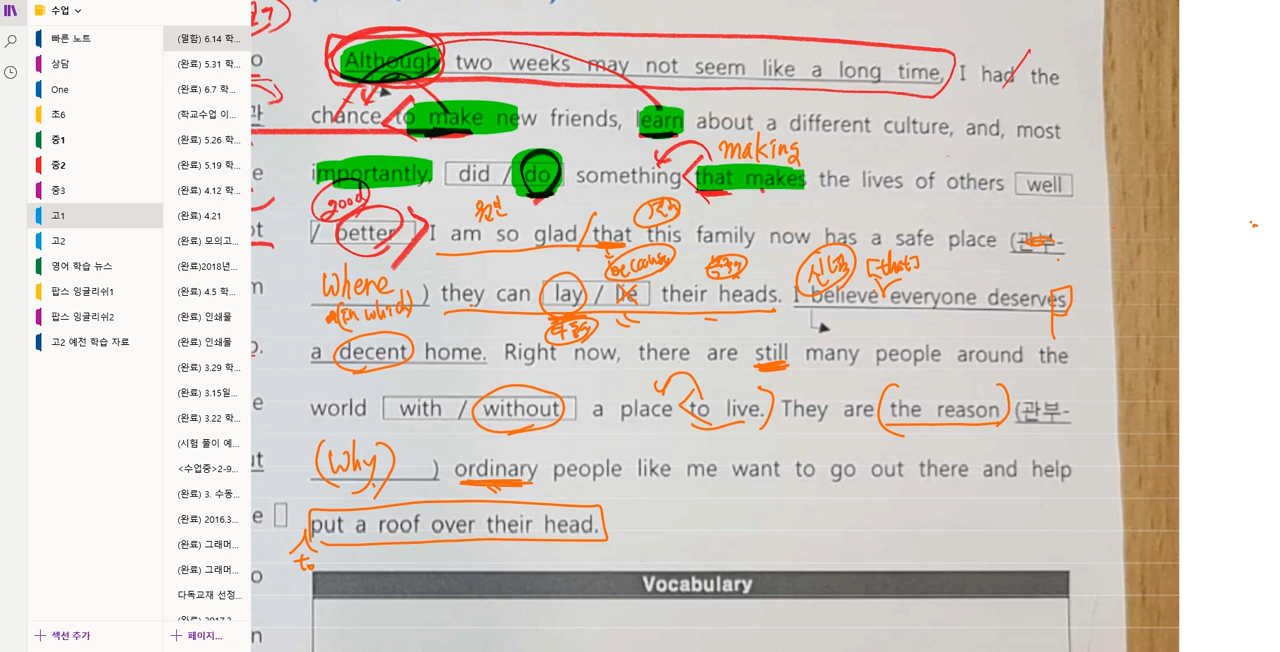 수업
빠른 노트
상담
One
초6
중1
중2
중3
고1
고2
영어 학습 뉴스
팝스 잉글리쉬1
팝스 잉글리쉬2
고2 예전 학습 자료
섹션 추가
(덜함) 6.14 학...
(완료) 5.31 학...
(완료) 6.7 학...
(학교수업 이...
(완료) 5.26 학...
(완료) 5.19 학...
(완료) 4.12 학...
(완료) 4.21
(완료) 모의고...
(완료)2018년...
(완료) 4.5 학...
(완료) 인쇄물
(완료) 인쇄물
(완료) 3.29 학...
(완료) 3.15일...
(완료) 3.22 학...
(시험 풀이 예...
<수업중>2-9...
(완료) 3. 수동...
(완료) 2016.3...
(완료) 그래머...
(완료) 그래머...
다독교재 선정...
페이지...
Although two weeks may not seem like a long time, I had the
chance to make new friends, learn about a different culture, and, most
making
importantly, did / do something that makes the lives of others well
good
/ better. I am so glad that this family now has a safe place (관부-
where
because
[that]
) they can lay / lie their heads. I believe everyone deserves
(in which)
a decent home. Right now, there are still many people around the
world with / without a place to live. They are the reason (관부-
(why) ) ordinary people like me want to go out there and help
put a roof over their head.
to
Vocabulary